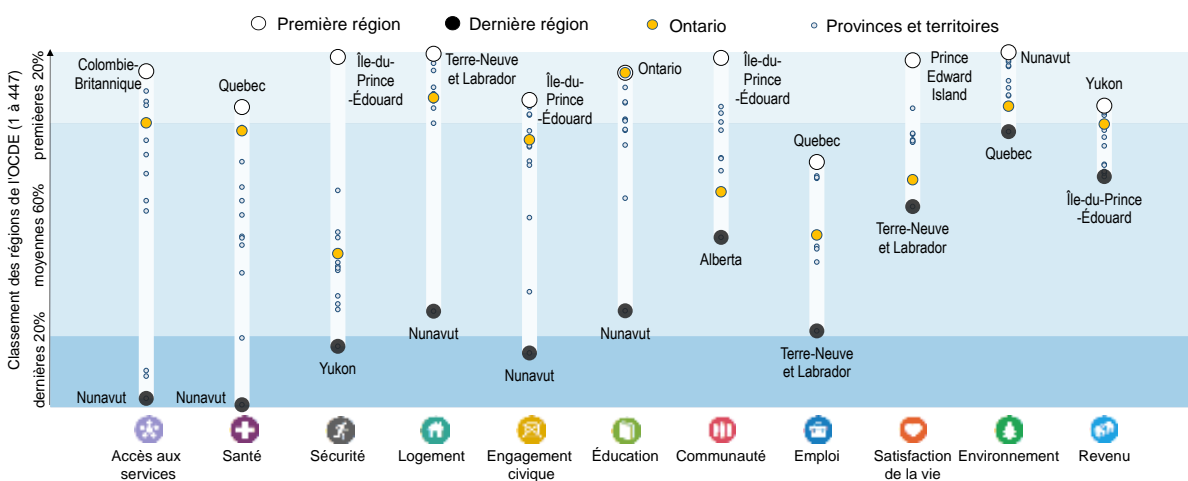 Première région
Dernière région
Ontario
Provinces et territoires
Classement des régions de l'OCDE (1 à 4447)
dernières 20%
moyennes 60%
premières 20%
Colombie-
Britannique
Nunavut
Quebec
Nunavut
Île-du-
Prince
-Édouard
Yukon
Terre-Neuve
et Labrador
Nunavut
Île-du-
Prince
-Édouard
Nunavut
Ontario
Nunavut
Île-du-
Prince
-Édouard
Alberta
Quebec
Terre-Neuve
et Labrador
Prince
Edward
Island
Terre-Neuve
et Labrador
Nunavut
Quebec
Yukon
Île-du-Prince
-Édouard
Accès aux
services
Santé
Sécurité
Logement
Engagement
civique
Éducation
Communauté
Emploi
Satisfaction
de la vie
Environnement
Revenu